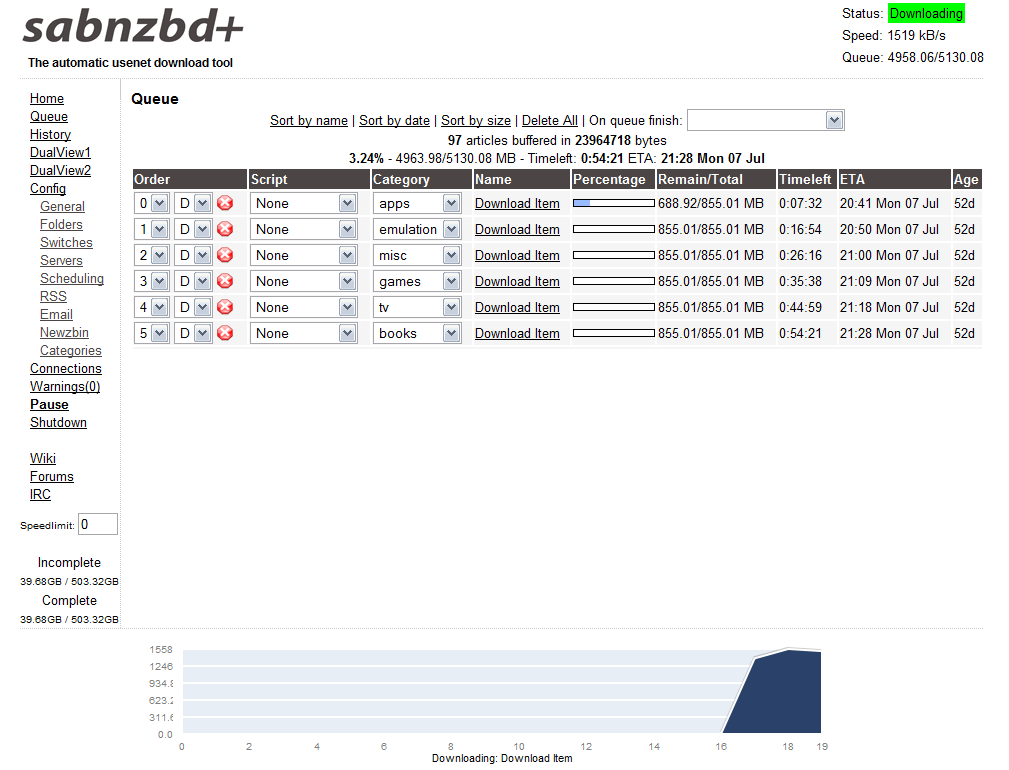 sabnzbd+
The automatic usenet download tool
Status: Downloading
Speed: 1519 kB/s
Queue: 4958.06/5130.08
Home
Queue
History
DualView1
DualView2
Config
General
Folders
Switches
Servers
Scheduling
RSS
Email
Newzbin
Categories
Connections
Warnings(0)
Pause
Shutdown
Wiki
Forums
IRC
Speedlimit: 0
Incomplete
39.68GB / 503.32GB
Complete
39.68GB / 503.32GB
Queue
Sort by name | Sort by date | Sort by size | Delete All | On queue finish:
97 articles buffered in 23964718 bytes
3.24% - 4963.98/5130.08 MB - Timeleft: 0:54:21 ETA: 21:28 Mon 07 Jul
Order Script Category Name Percentage Remain/Total Timeleft ETA Age
0 D None apps Download Item 688.92/855.01 MB 0:07:32 20:41 Mon 07 Jul 52d
1 D None emulation Download Item 855.01/855.01 MB 0:16:54 20:50 Mon 07 Jul 52d
2 D None misc Download Item 855.01/855.01 MB 0:26:16 21:00 Mon 07 Jul 52d
3 D None games Download Item 855.01/855.01 MB 0:35:38 21:09 Mon 07 Jul 52d
4 D None tv Download Item 855.01/855.01 MB 0:44:59 21:18 Mon 07 Jul 52d
5 D None books Download Item 855.01/855.01 MB 0:54:21 21:28 Mon 07 Jul 52d
1558
1246
934.8
623.2
311.6
0.0
0 2 4 6 8 10 12 14 16 18 19
Downloading: Download Item